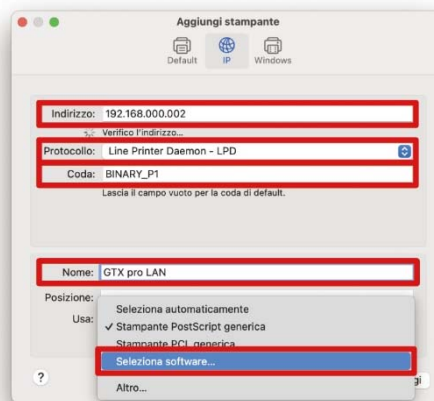 Aggiungi stampante
Default IP Windows
Indirizzo: 192.168.000.002
Verifico l'indirizzo...
Protocollo: Line Printer Daemon - LPD
Coda: BINARY_P1
Lascia il campo vuoto per la coda di default.
Nome: GTX pro LAN
Posizione:
Seleziona automaticamente
Usa: ✓ Stampante PostScript generica
Stampante PCL generica
Seleziona software...
? gi
Altro...